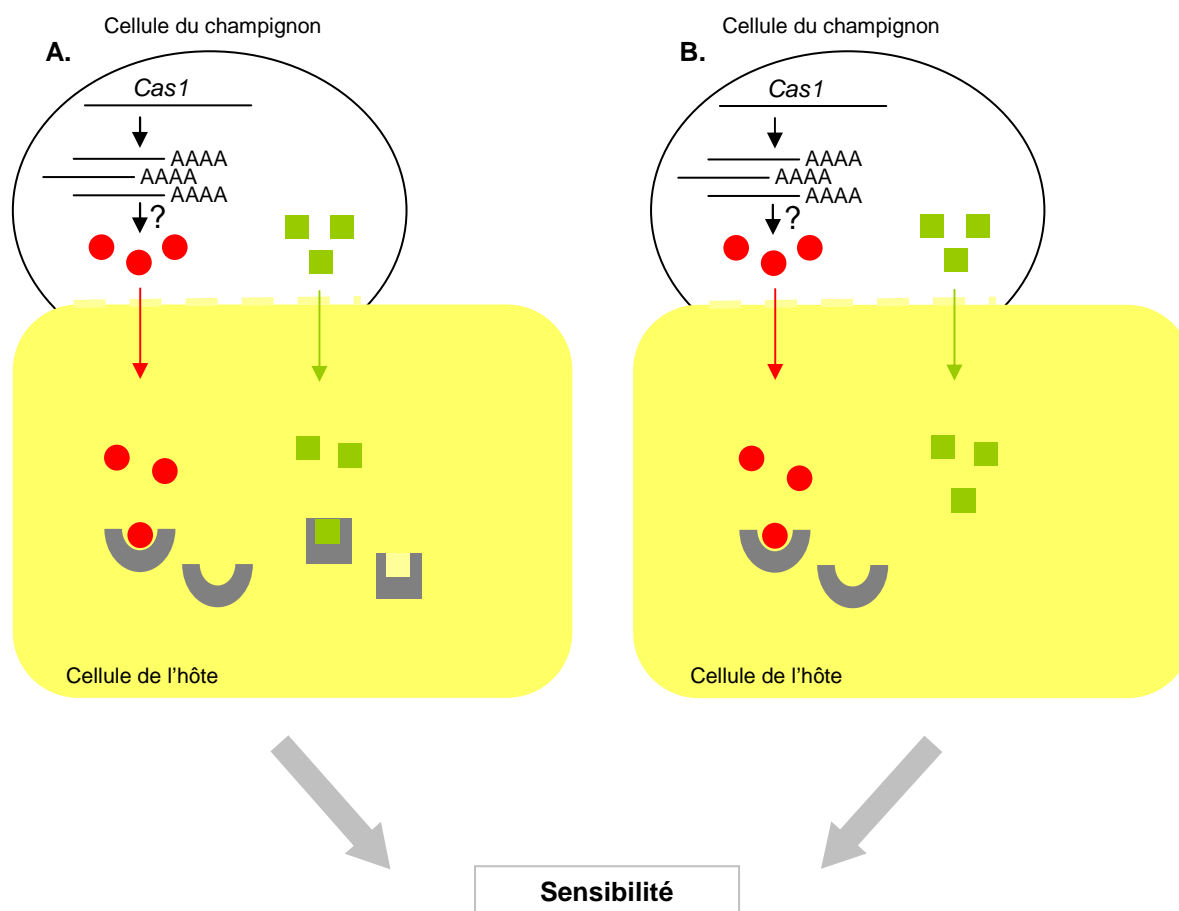 Cellule du champignon
A.
Cas1
AAAA
AAAA
AAAA
?
Cellule de l'hôte
Cellule du champignon
B.
Cas1
AAAA
AAAA
AAAA
?
Cellule de l'hôte
Sensibilité